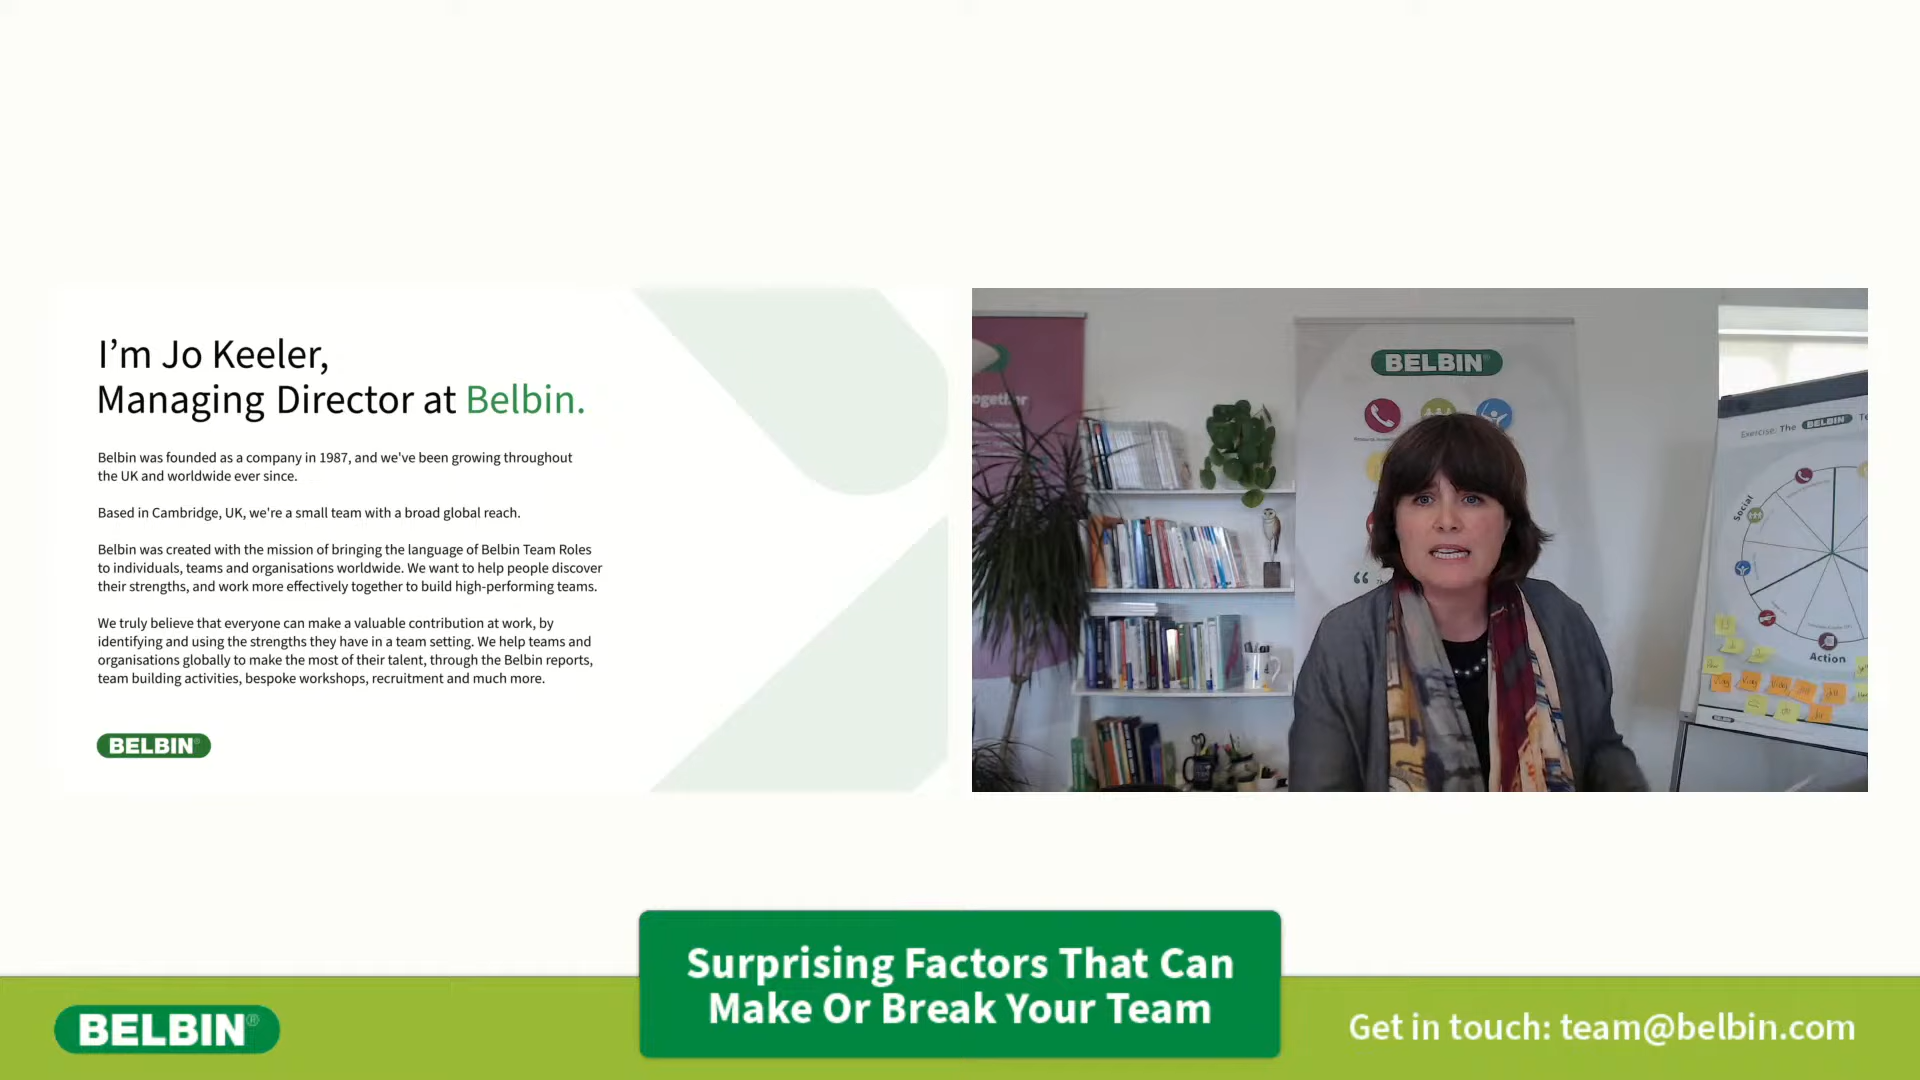 I’m Jo Keeler,
Managing Director at Belbin.
Belbin was founded as a company in 1987, and we've been growing throughout
the UK and worldwide ever since.
Based in Cambridge, UK, we're a small team with a broad global reach.
Belbin was created with the mission of bringing the language of Belbin Team Roles
to individuals, teams and organisations worldwide. We want to help people discover
their strengths, and work more effectively together to build high-performing teams.
We truly believe that everyone can make a valuable contribution at work, by
identifying and using the strengths they have in a team setting. We help teams and
organisations globally to make the most of their talent, through the Belbin reports,
team building activities, bespoke workshops, recruitment and much more.
BELBIN®
BELBIN®
Exercise: The BELBIN
Social
Action
Surprising Factors That Can
Make Or Break Your Team
BELBIN®
Get in touch: team@belbin.com